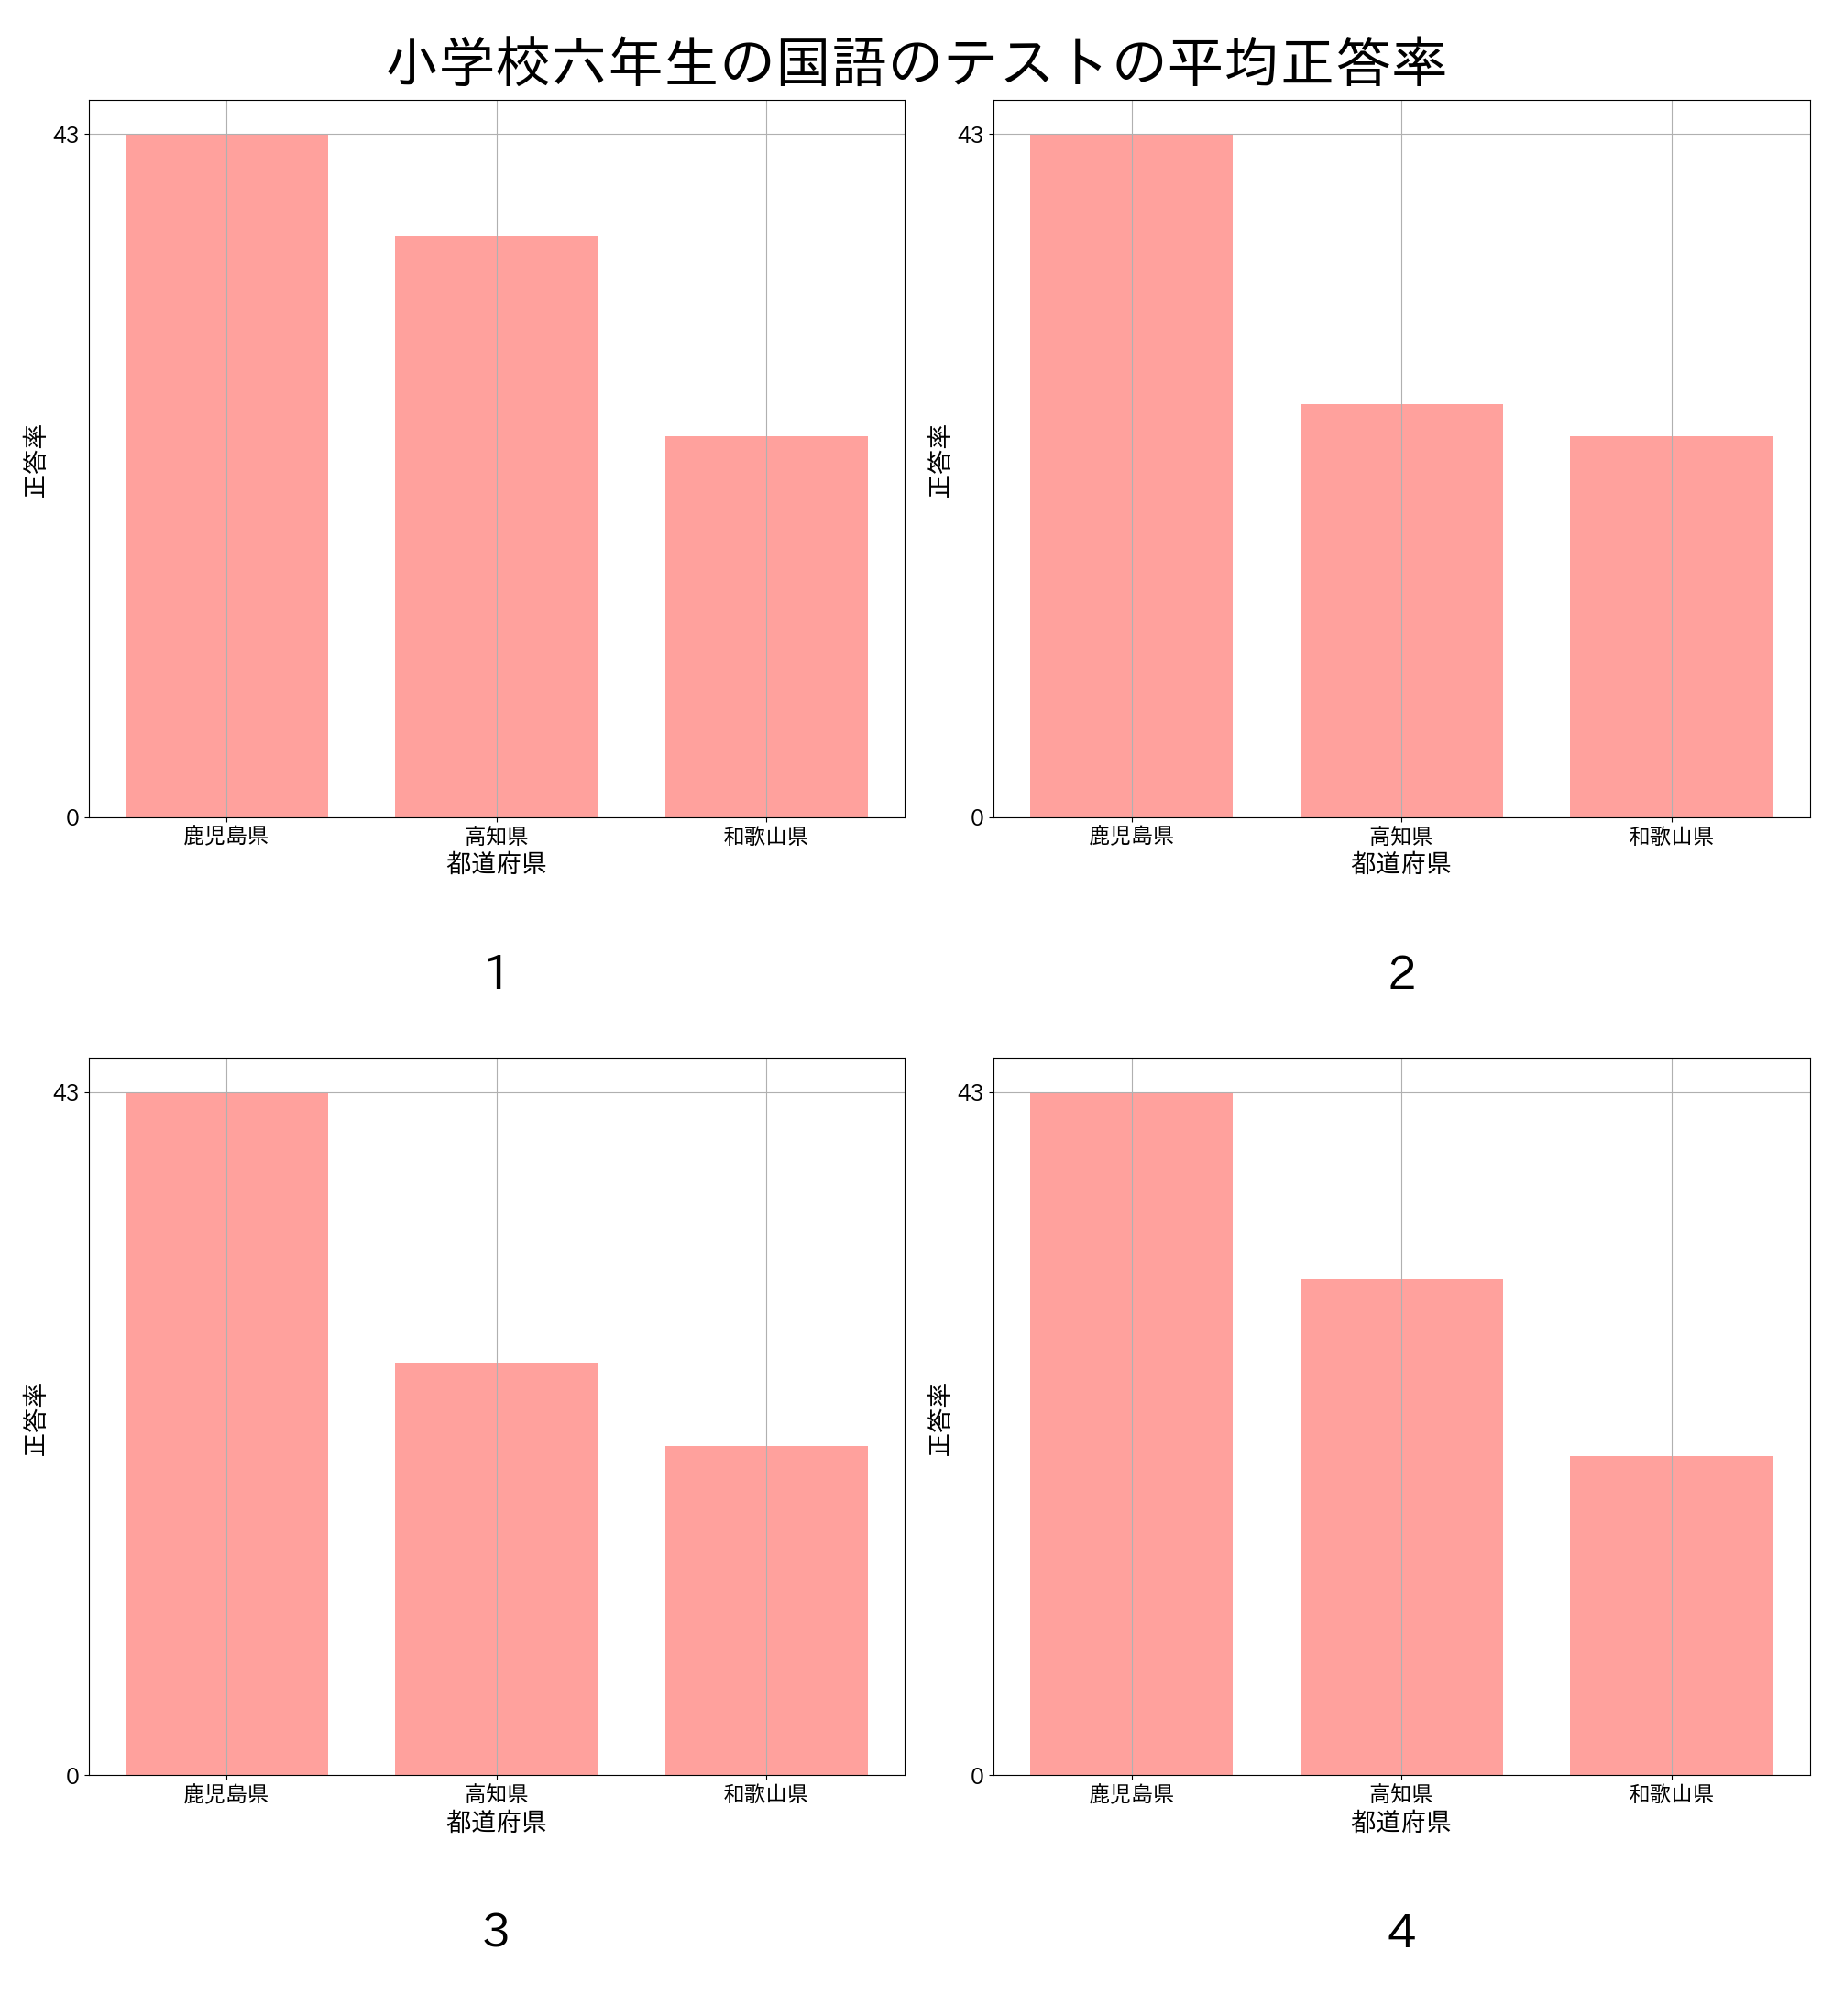 小学校六年生の国語のテストの平均正答率
43
0
正答率
鹿児島県 高知県 和歌山県
都道府県
1
43
0
正答率
鹿児島県 高知県 和歌山県
都道府県
2
43
0
正答率
鹿児島県 高知県 和歌山県
都道府県
3
43
0
正答率
鹿児島県 高知県 和歌山県
都道府県
4